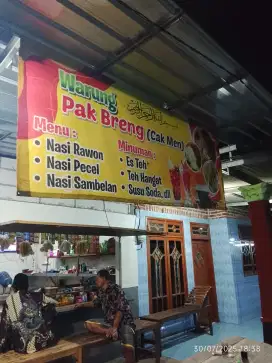 Warung
Pak Breng (Cak Men)
Menu :
• Nasi Rawon
• Nasi Pecel
• Nasi Sambelan
Minuman :
• Es Teh
• Teh Hangat
• Susu Soda, dll
30/07/2025 18:58